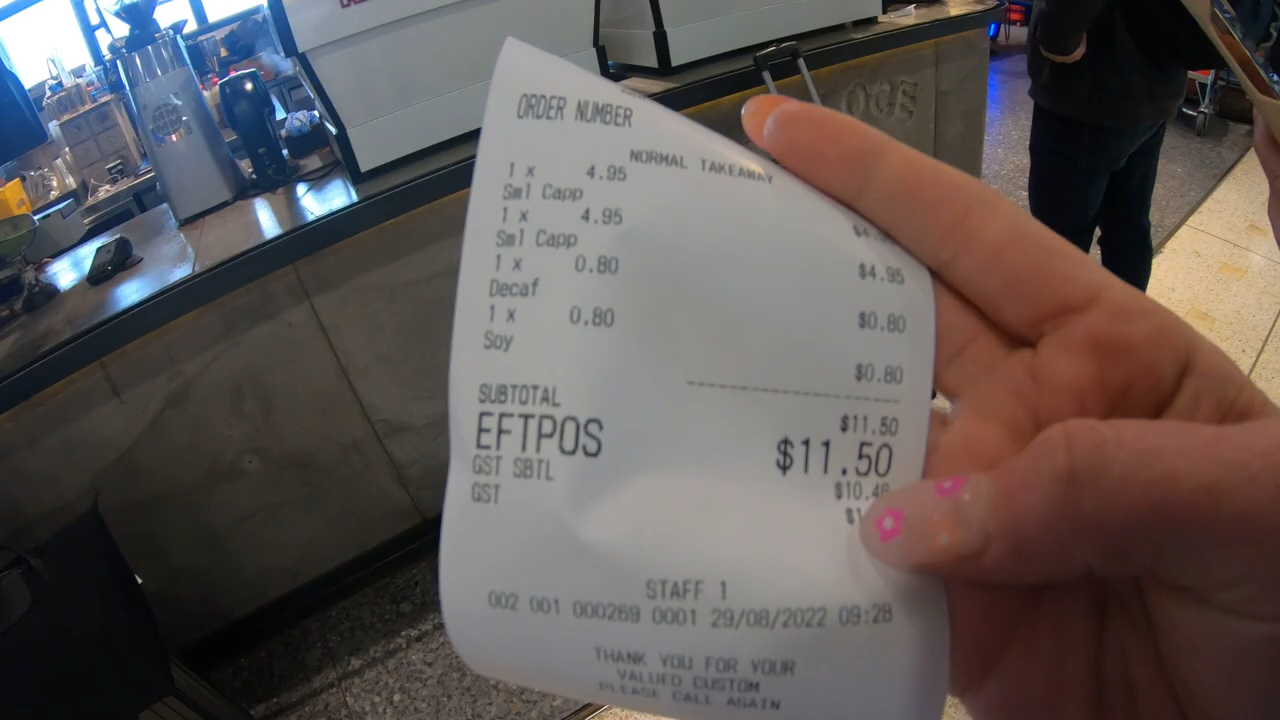 ORDER NUMBER
NORMAL TAKEAWAY
1 x 4.95
Sml Capp
1 x 4.95 $4.95
Sml Capp
1 x 0.80 $0.80
Decaf
1 x 0.80 $0.80
Soy
SUBTOTAL $11.50
EFTPOS $11.50
GST SBTL $10.46
GST
STAFF 1
002 001 000269 0001 29/08/2022 09:28
THANK YOU FOR YOUR
VALUED CUSTOM
PLEASE CALL AGAIN